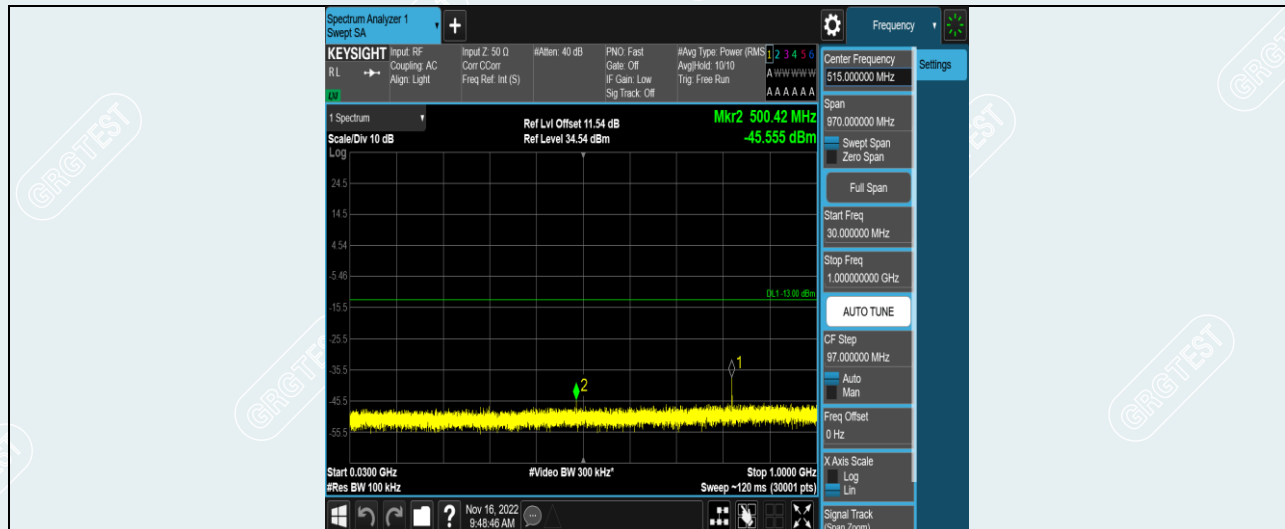 Spectrum Analyzer 1
Swept SA
+
Frequency
KEYSIGHT
RL
LXI
Input: RF
Coupling: AC
Align: Light
Input Z: 50 Ω
Corr CCorr
Freq Ref: Int (S)
#Atten: 40 dB
PNO: Fast
Gate: Off
IF Gain: Low
Sig Track: Off
#Avg Type: Power (RMS
Avg|Hold: 10/10
Trig: Free Run
1 2 3 4 5 6
A W W W W W
A A A A A A
Center Frequency
515.000000 MHz
Settings
Span
970.000000 MHz
Swept Span
Zero Span
Full Span
Start Freq
30.000000 MHz
Stop Freq
1.000000000 GHz
AUTO TUNE
CF Step
97.000000 MHz
Auto
Man
Freq Offset
0 Hz
X Axis Scale
Log
Lin
Signal Track
(Span Zoom)
1 Spectrum
Scale/Div 10 dB
Ref Lvl Offset 11.54 dB
Ref Level 34.54 dBm
Mkr2 500.42 MHz
-45.555 dBm
Log
24.5
14.5
4.54
-5.46
DL1 -13.00 dBm
-15.5
-25.5
-35.5
1
2
-45.5
-55.5
Start 0.0300 GHz
#Res BW 100 kHz
#Video BW 300 kHz*
Stop 1.0000 GHz
Sweep ~120 ms (30001 pts)
?
Nov 16, 2022
9:48:46 AM
GRGTEST
GRGTEST
GRGTEST
GRGTEST